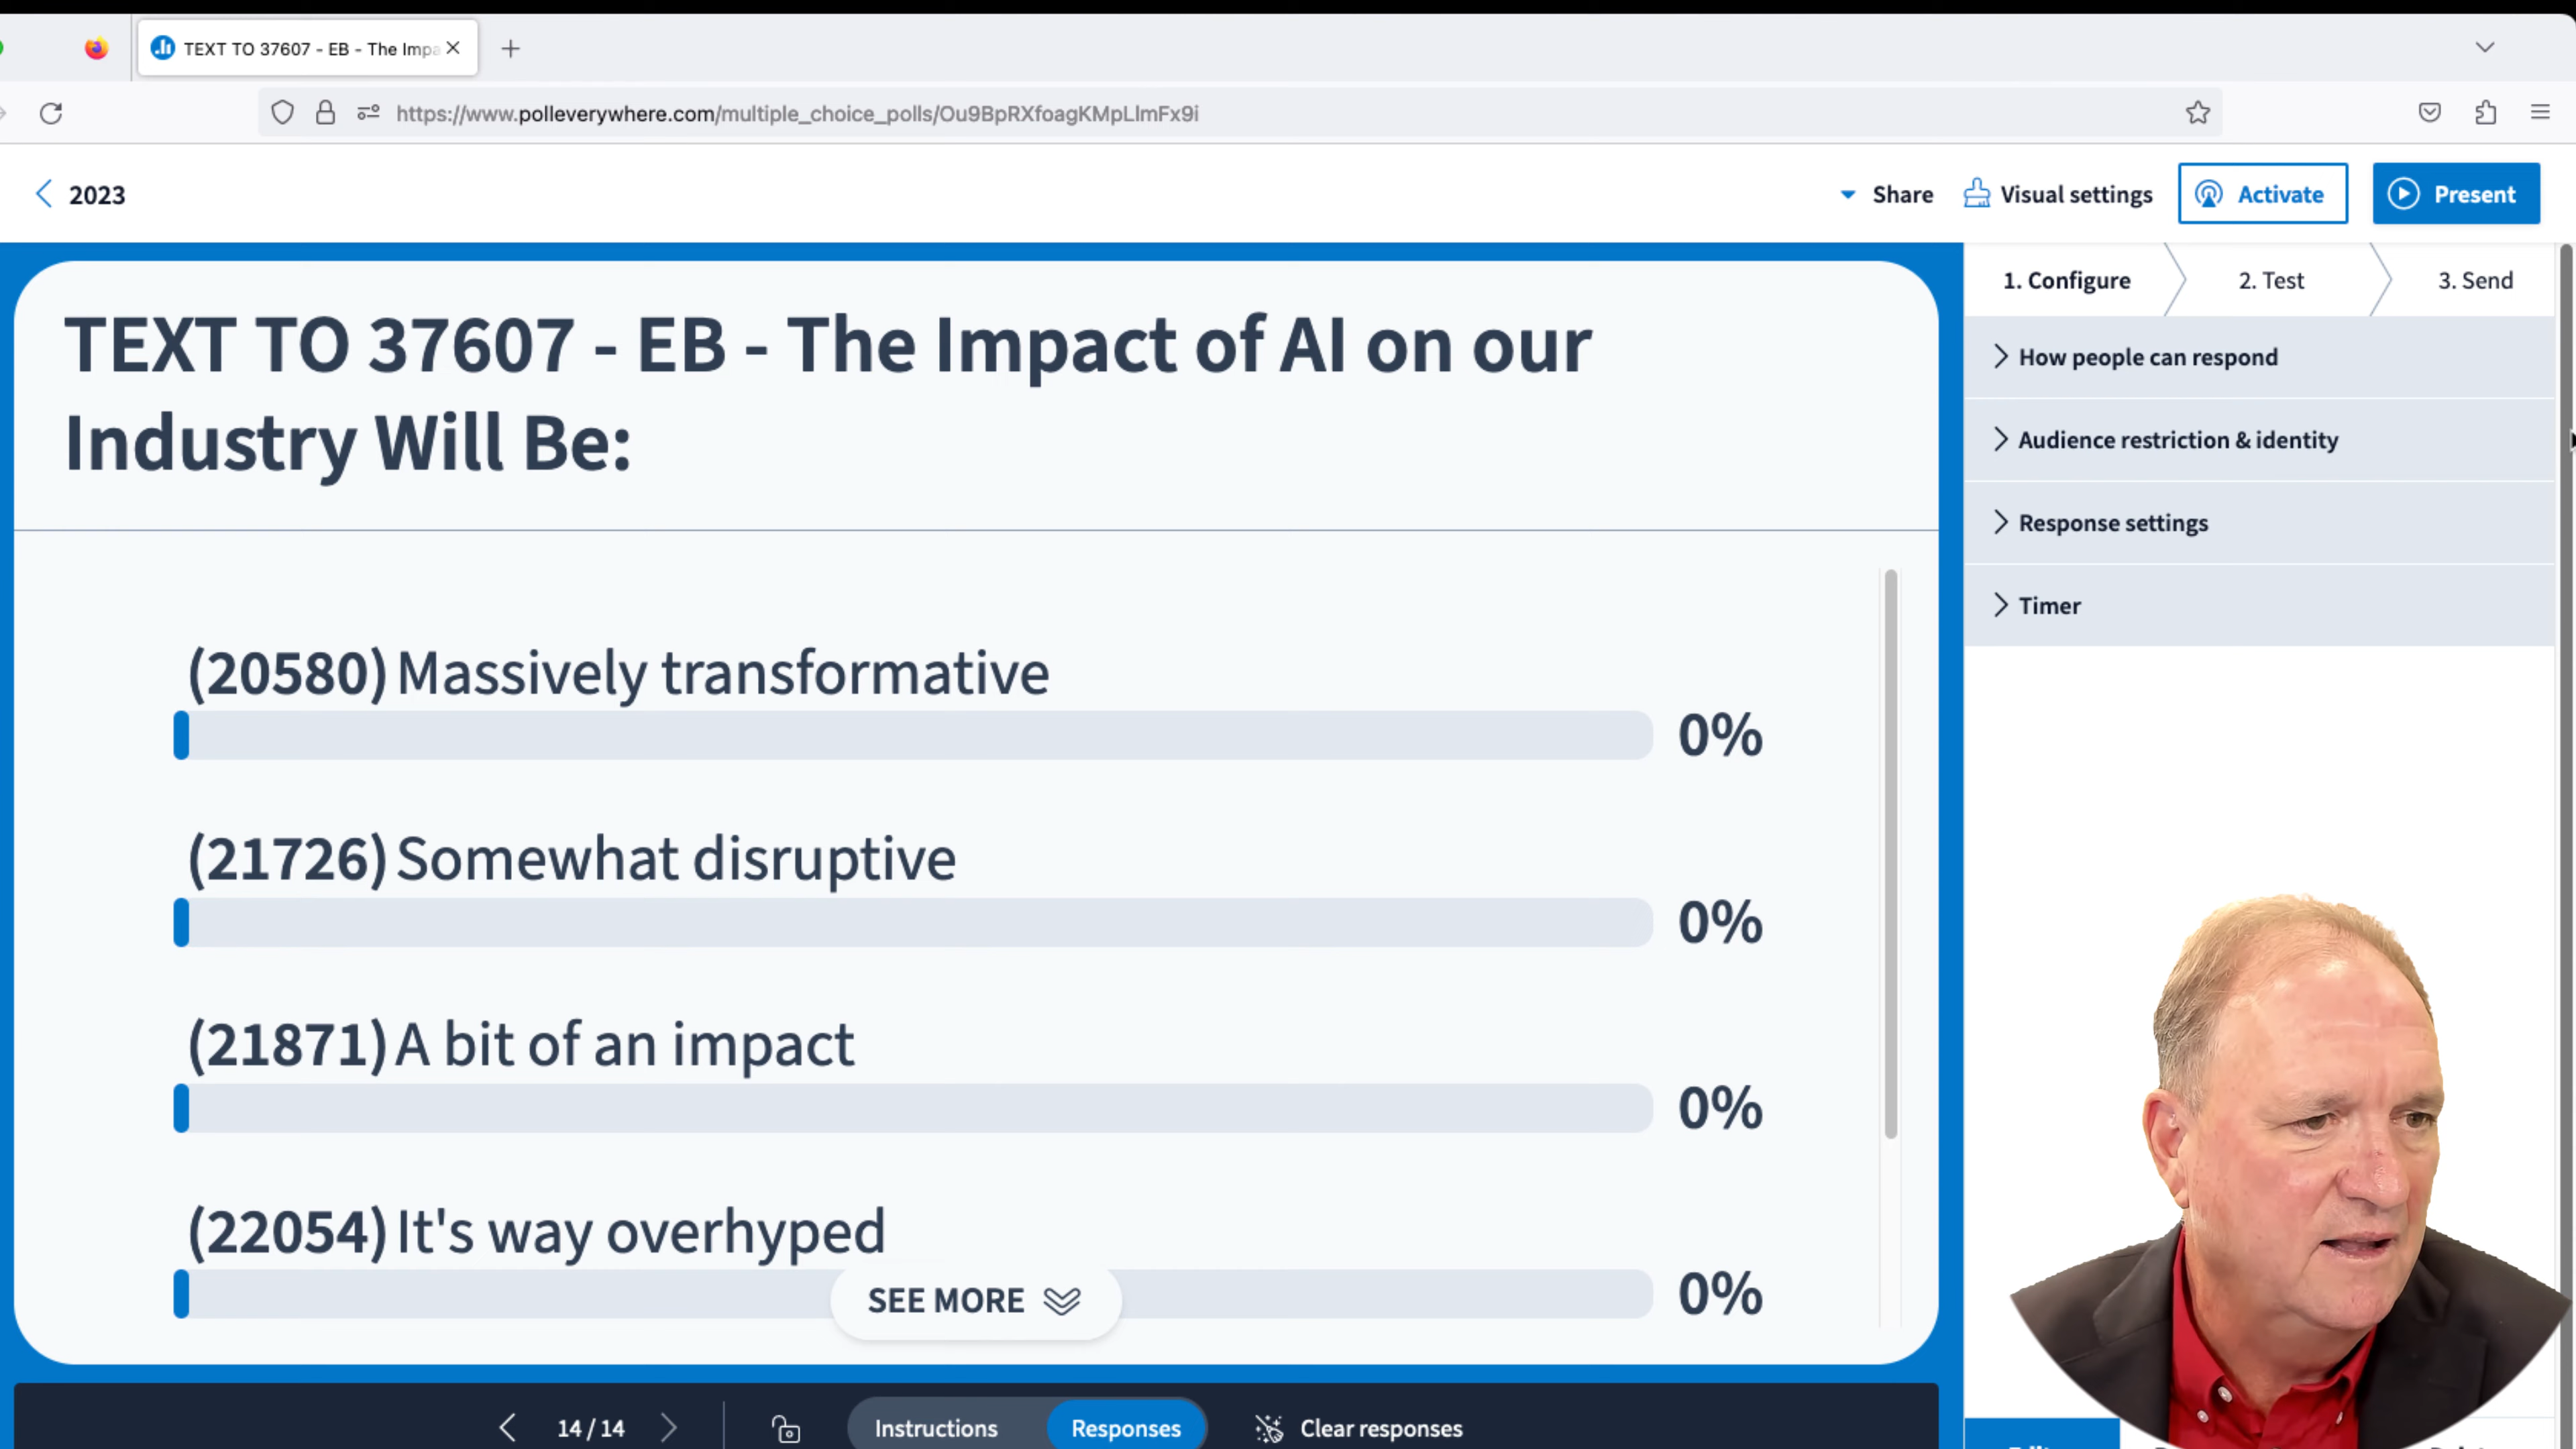 TEXT TO 37607 - EB - The Impa
https://www.polleverywhere.com/multiple_choice_polls/Ou9BpRXfoagKMpLlmFx9i
2023
Share
Visual settings
Activate
Present
TEXT TO 37607 - EB - The Impact of AI on our
Industry Will Be:
1. Configure
2. Test
3. Send
How people can respond
Audience restriction & identity
Response settings
Timer
(20580) Massively transformative
0%
(21726) Somewhat disruptive
0%
(21871) A bit of an impact
0%
(22054) It's way overhyped
0%
SEE MORE
14 / 14
Instructions
Responses
Clear responses